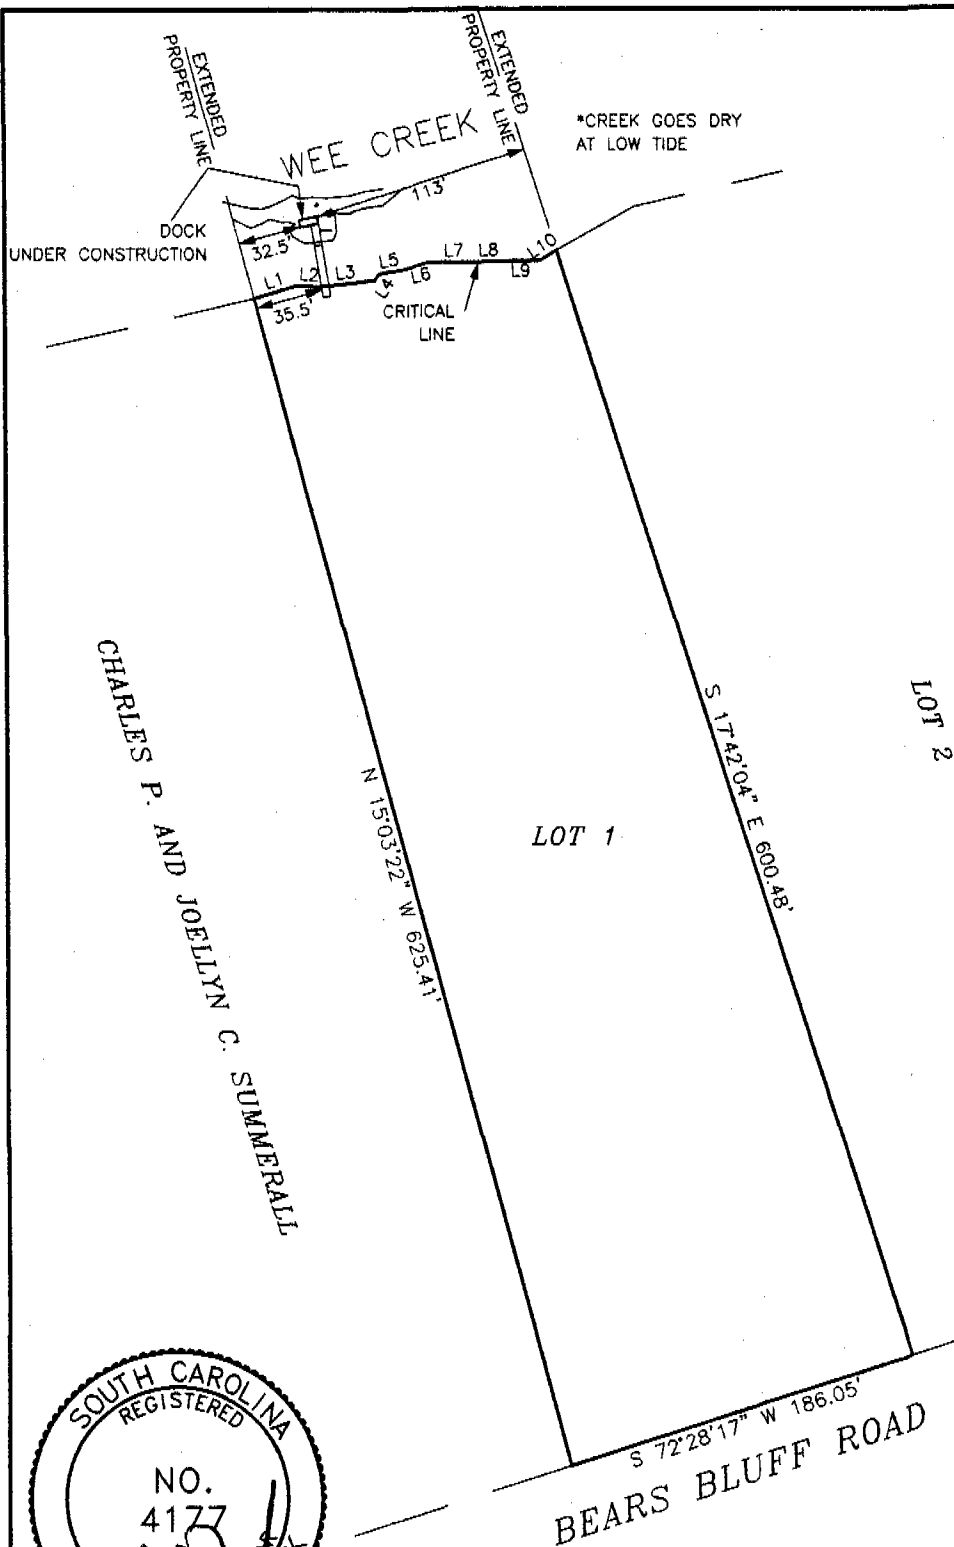 EXTENDED
PROPERTY LINE
EXTENDED
PROPERTY LINE
WEE CREEK
*CREEK GOES DRY
AT LOW TIDE
113'
DOCK
UNDER CONSTRUCTION
32.5'
L1
L2
L3
L4
L5
L6
L7
L8
L9
L10
35.5'
CRITICAL
LINE
CHARLES P. AND JOELLYN C. SUMMERALL
N 15°03'22" W 625.41'
LOT 1
S 17°42'04" E 600.48'
LOT 2
S 72°28'17" W 186.05'
BEARS BLUFF ROAD
SOUTH CAROLINA
REGISTERED
NO.
4177